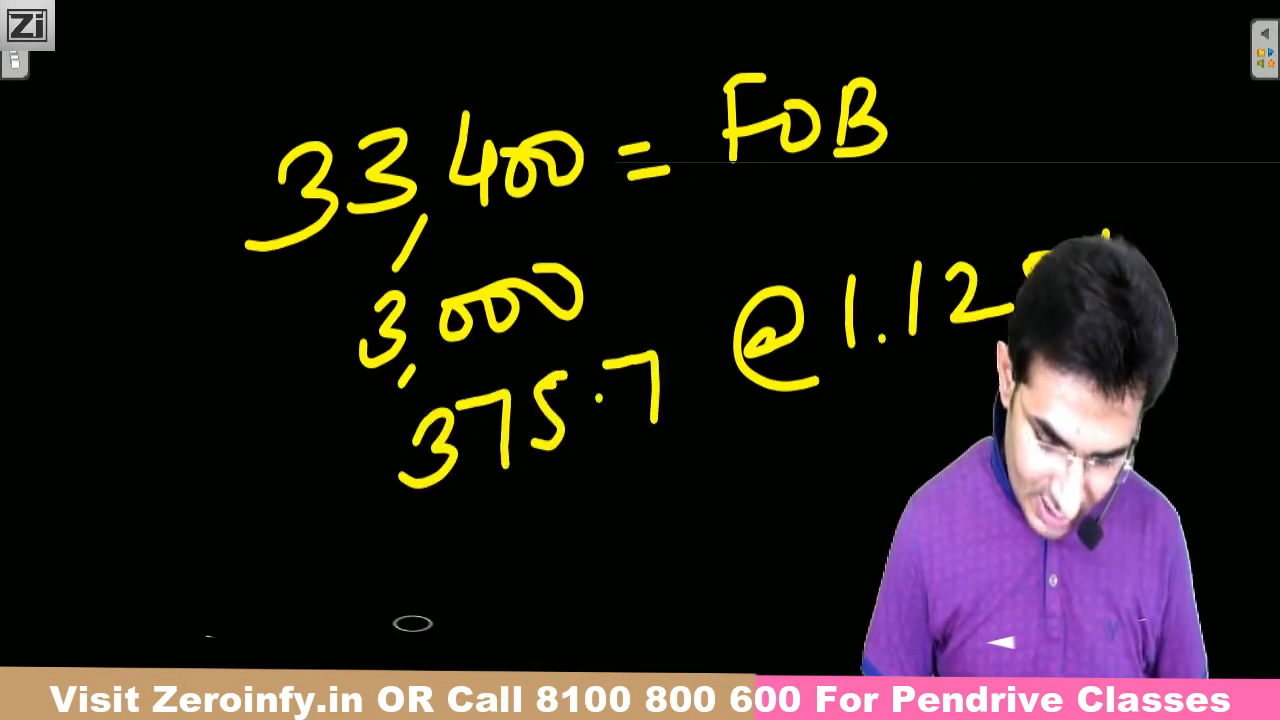 Zi
33,400 = FOB
3,000
@ 1.12
375.7
Visit Zeroinfy.in OR Call 8100 800 600 For Pendrive Classes